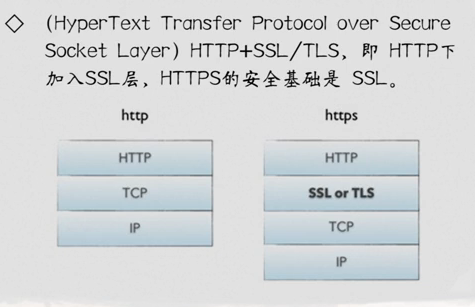 (HyperText Transfer Protocol over Secure
Socket Layer) HTTP+SSL/TLS, 即 HTTP下
加入SSL层, HTTPS的安全基础是 SSL。
http
HTTP
TCP
IP
https
HTTP
SSL or TLS
TCP
IP